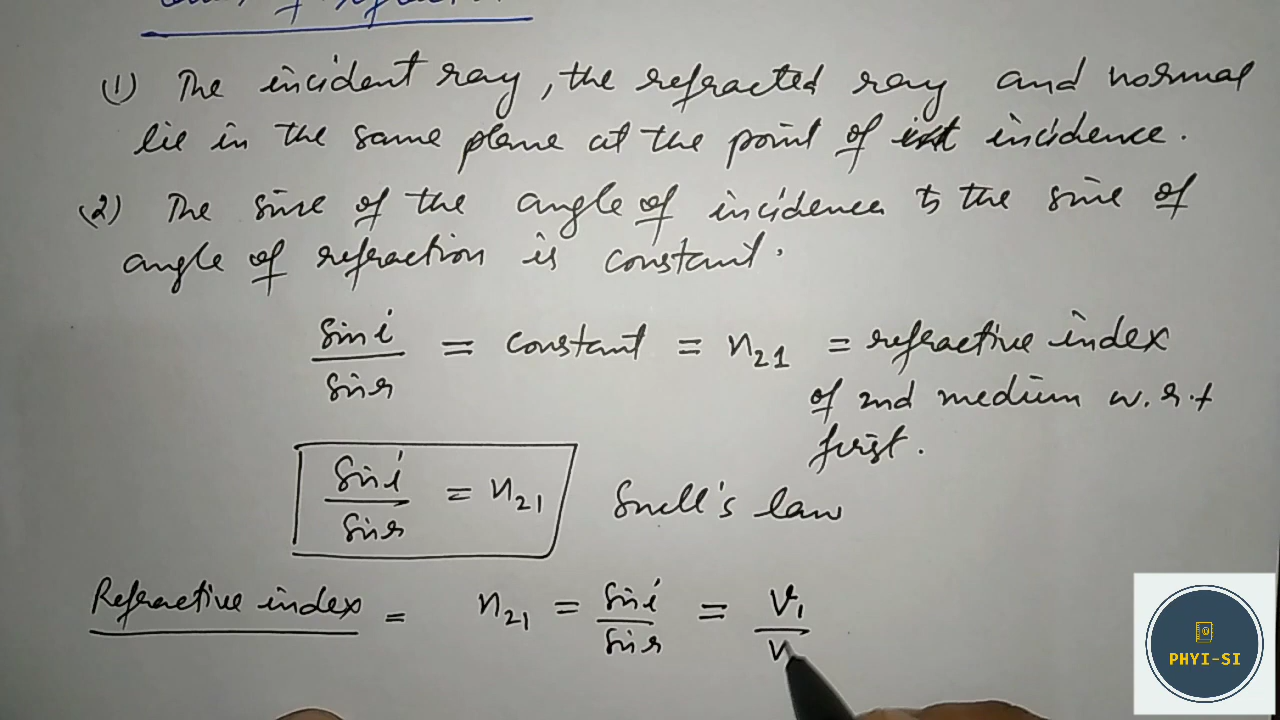 (1) The incident ray, the refracted ray and normal
lie in the same plane at the point of incidence.
(2) The sine of the angle of incidence to the sine of
angle of refraction is constant.
sin i / sin r = constant = n₂₁ = refractive index
of 2nd medium w.r.t
first.
sin i / sin r = n₂₁ Snell's law
Refractive index = n₂₁ = sin i / sin r = v₁ / v
PHYI-SI